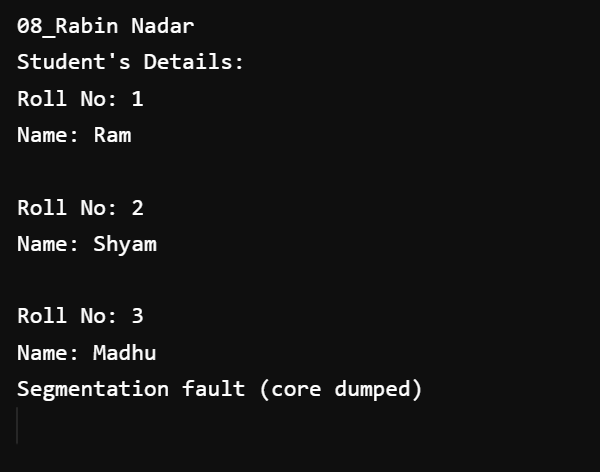 08_Rabin Nadar
Student's Details:
Roll No: 1
Name: Ram
Roll No: 2
Name: Shyam
Roll No: 3
Name: Madhu
Segmentation fault (core dumped)